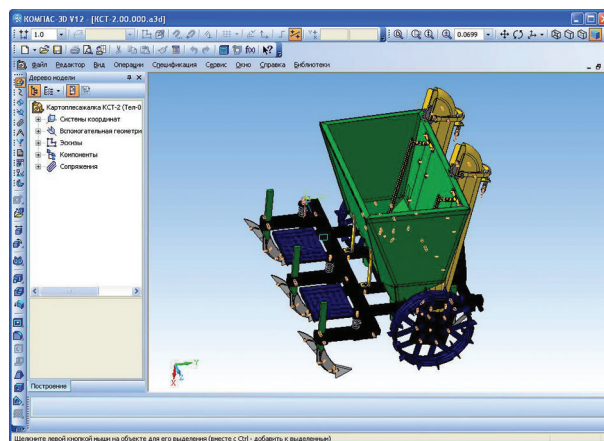 КОМПАС-3D V12 - [КСТ-2.00.000.a3d]
1.0
0.0699
Файл Редактор Вид Операции Спецификация Сервис Окно Справка Библиотеки
Дерево модели
Картоплесажалка КСТ-2 (Тел-0
Системы координат
Вспомогательная геометри
Эскизы
Компоненты
Сопряжения
Построение
Щелкните левой кнопкой мыши на объекте для его выделения (вместе с Ctrl - добавить к выделенным)